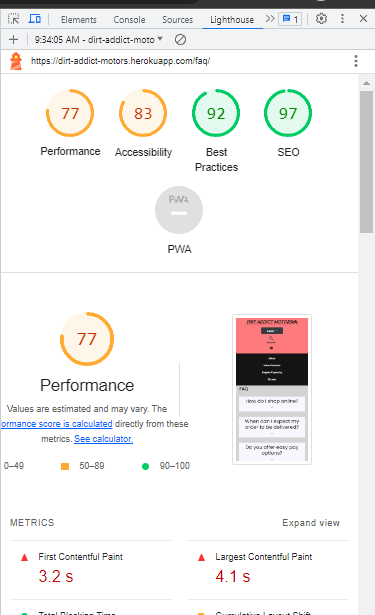 Elements Console Sources Lighthouse 1
9:34:05 AM - dirt-addict-moto
https://dirt-addict-motors.herokuapp.com/faq/
77 83 92 97
Performance Accessibility Best Practices SEO
PWA
PWA
77
Performance
Values are estimated and may vary. The
formance score is calculated directly from these
metrics. See calculator.
0–49 50–89 90–100
DIRT ADDICT MOTORS
FAQ
How do I shop online?
When can I expect my
order to be delivered?
Do you offer easy pay
options?
METRICS Expand view
First Contentful Paint Largest Contentful Paint
3.2 s 4.1 s
Total Blocking Time Cumulative Layout Shift